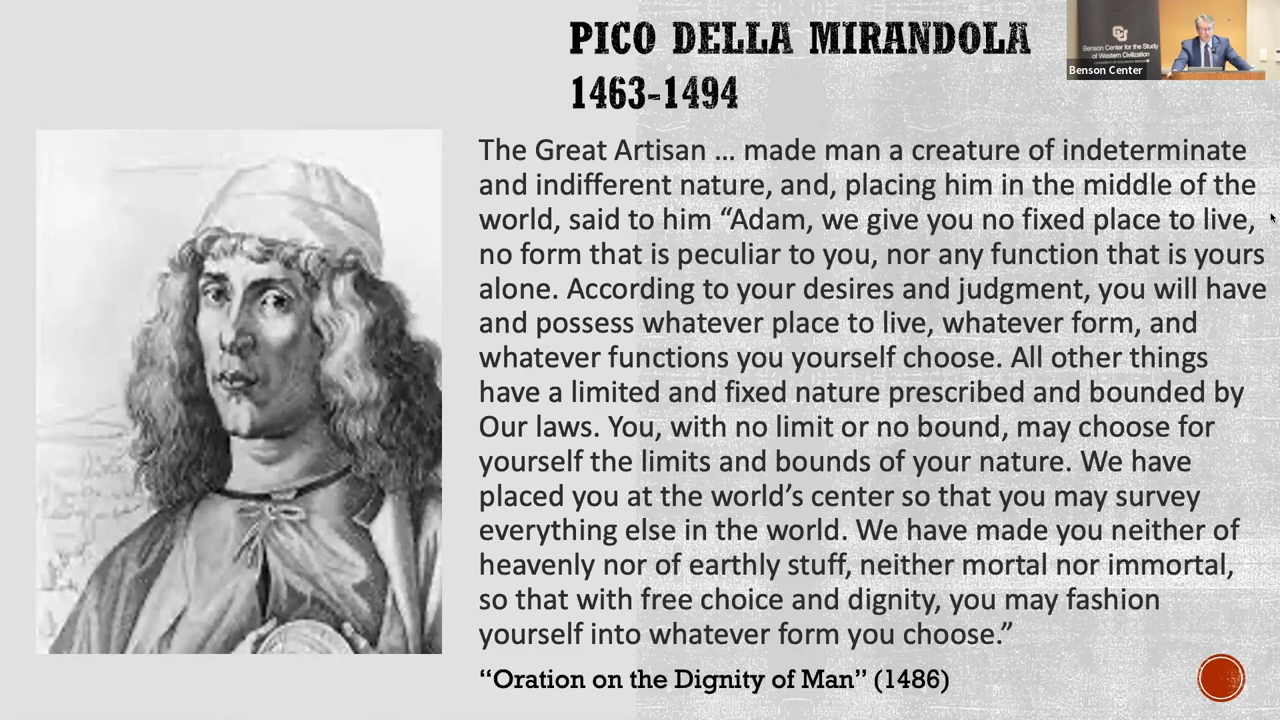 PICO DELLA MIRANDOLA
1463-1494
Benson Center for the Study
of Western Civilization
Benson Center
The Great Artisan ... made man a creature of indeterminate
and indifferent nature, and, placing him in the middle of the
world, said to him “Adam, we give you no fixed place to live,
no form that is peculiar to you, nor any function that is yours
alone. According to your desires and judgment, you will have
and possess whatever place to live, whatever form, and
whatever functions you yourself choose. All other things
have a limited and fixed nature prescribed and bounded by
Our laws. You, with no limit or no bound, may choose for
yourself the limits and bounds of your nature. We have
placed you at the world’s center so that you may survey
everything else in the world. We have made you neither of
heavenly nor of earthly stuff, neither mortal nor immortal,
so that with free choice and dignity, you may fashion
yourself into whatever form you choose.”
“Oration on the Dignity of Man” (1486)